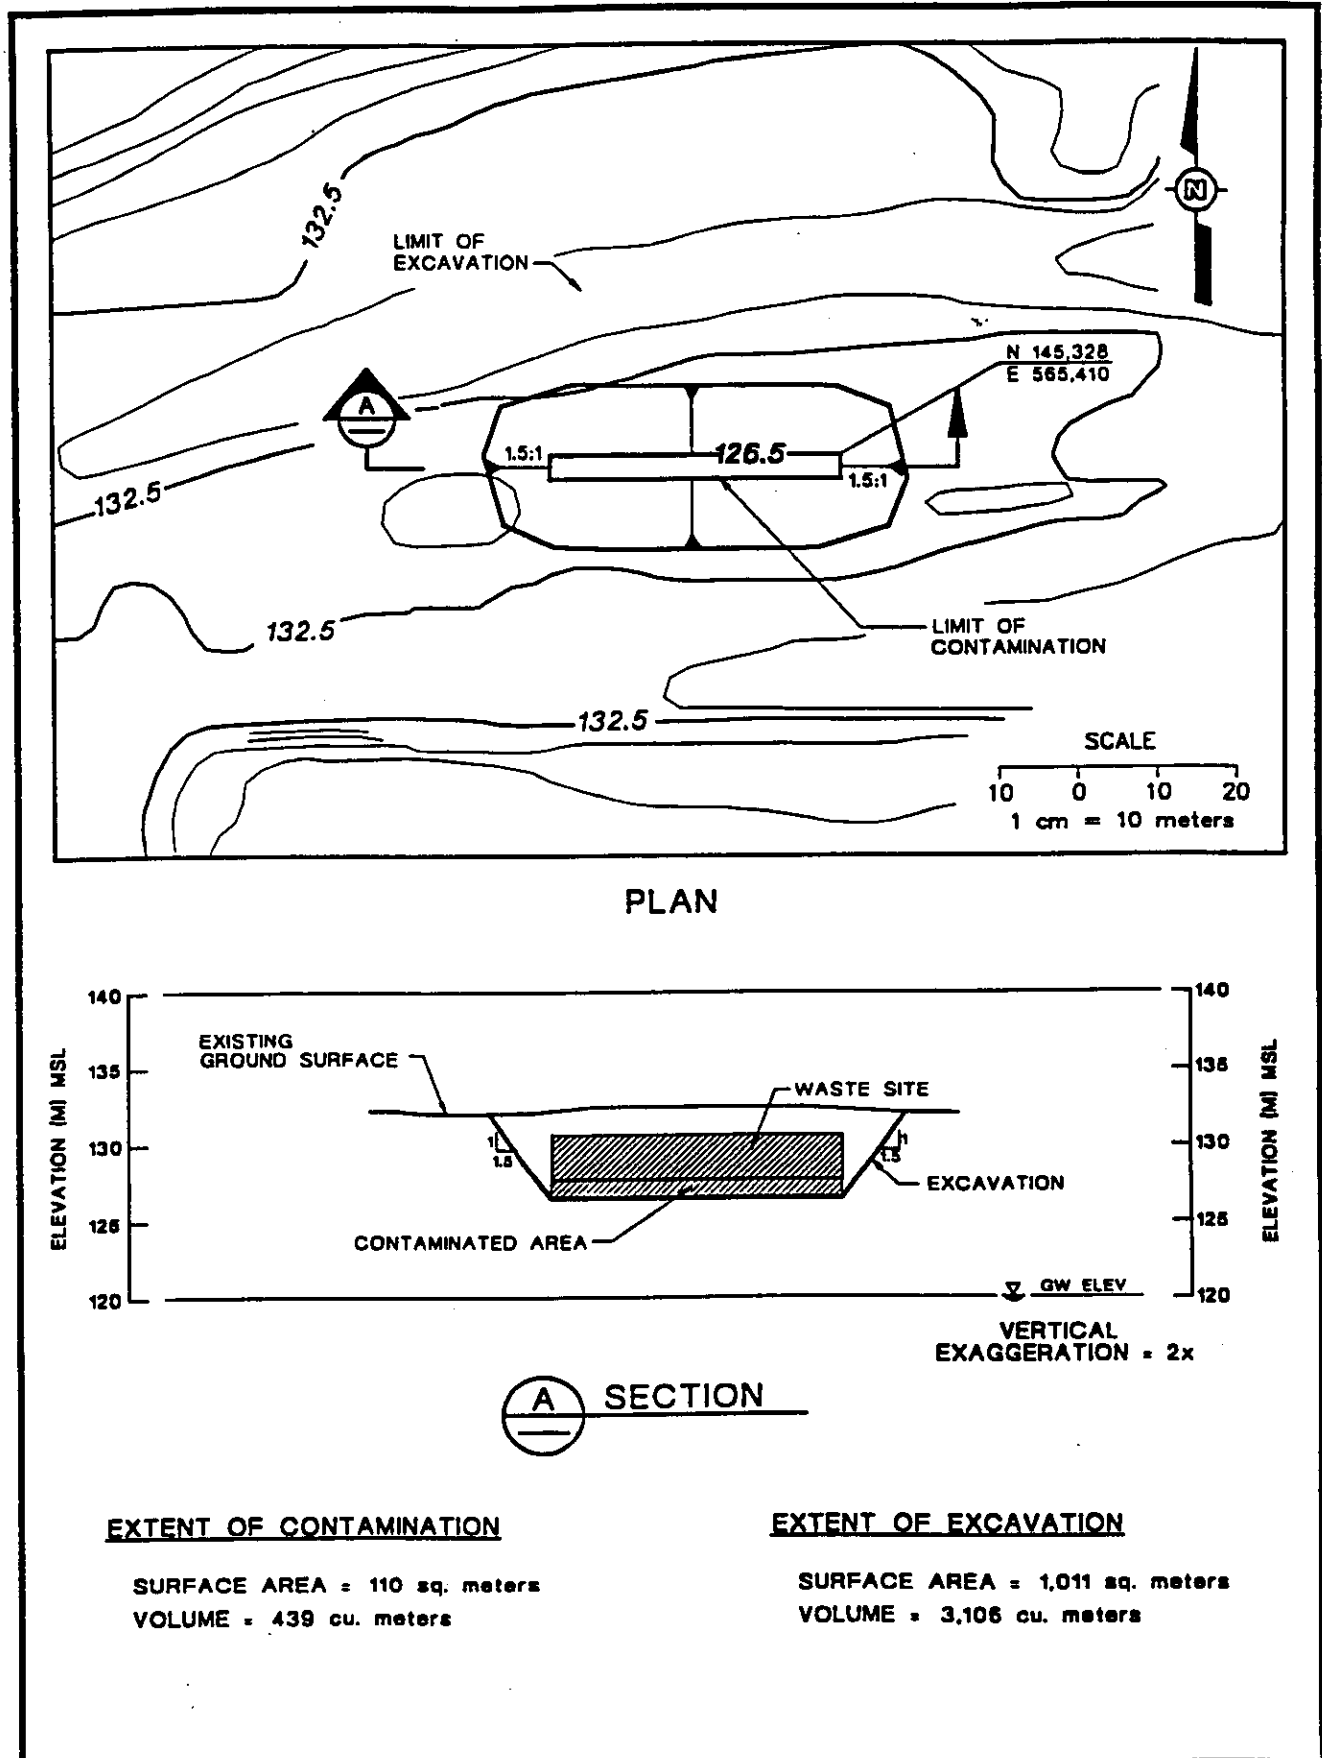 132.5
LIMIT OF
EXCAVATION
N
N 145,328
E 565,410
A
1.5:1
126.5
1.5:1
132.5
132.5
LIMIT OF
CONTAMINATION
132.5
SCALE
10 0 10 20
1 cm = 10 meters
PLAN
140
140
EXISTING
GROUND SURFACE
135
135
WASTE SITE
ELEVATION (M) MSL
ELEVATION (M) MSL
130
130
1
1.5
1
1.5
EXCAVATION
125
125
CONTAMINATED AREA
GW ELEV
120
120
VERTICAL
EXAGGERATION = 2x
A SECTION
EXTENT OF CONTAMINATION
SURFACE AREA = 110 sq. meters
VOLUME = 439 cu. meters
EXTENT OF EXCAVATION
SURFACE AREA = 1,011 sq. meters
VOLUME = 3,106 cu. meters